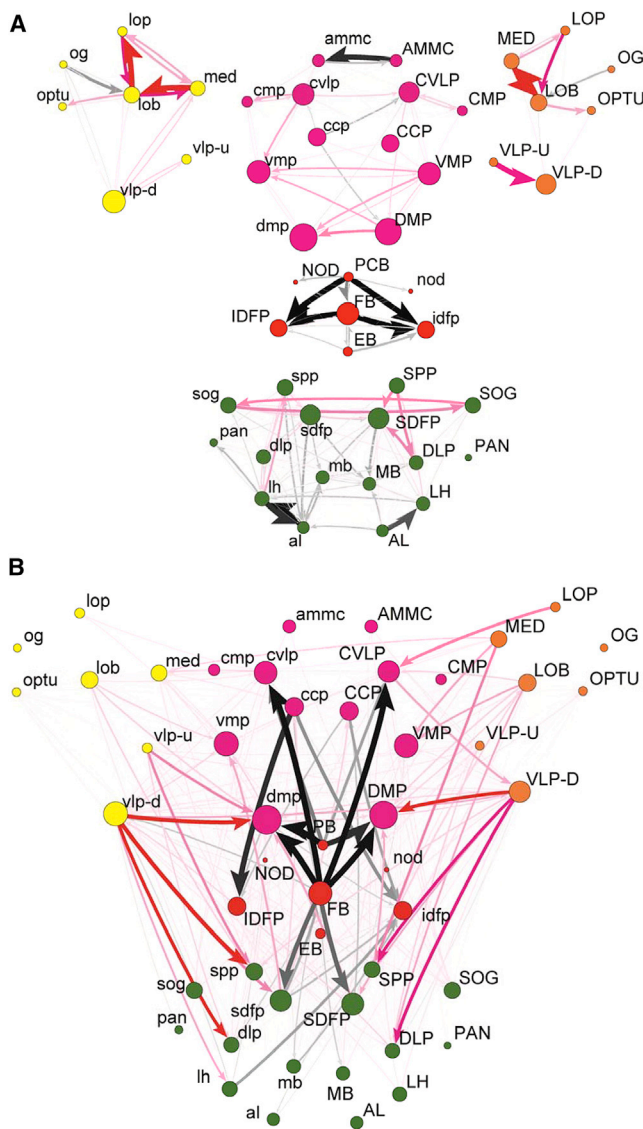 A
lop
og
med
optu
lob
vlp-u
vlp-d
ammc
AMMC
cmp
cvlp
CVLP
CMP
ccp
CCP
vmp
VMP
dmp
DMP
LOP
MED
OG
LOB
OPTU
VLP-U
VLP-D
NOD
PCB
nod
FB
IDFP
idfp
EB
spp
SPP
sog
SOG
sdfp
SDFP
pan
dlp
mb
MB
DLP
PAN
lh
LH
al
AL
B
lop
ammc
AMMC
LOP
og
MED
OG
optu
lob
med
cmp
cvlp
CVLP
CMP
LOB
OPTU
ccp
CCP
vlp-u
vmp
VMP
VLP-U
vlp-d
dmp
DMP
VLP-D
PB
NOD
nod
FB
IDFP
idfp
EB
spp
SPP
sog
SOG
sdfp
SDFP
pan
dlp
DLP
PAN
lh
mb
MB
LH
al
AL